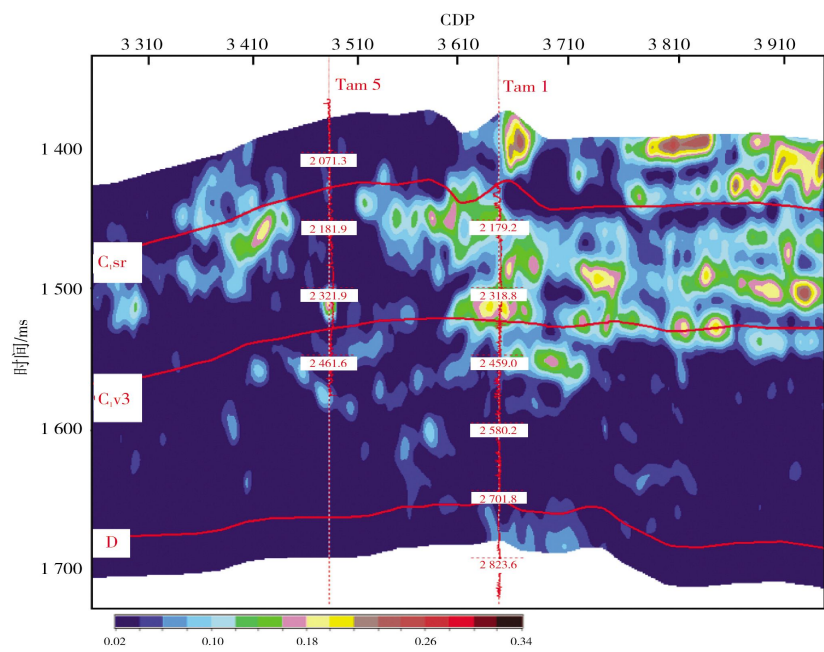 CDP
3 310 3 410 3 510 3 610 3 710 3 810 3 910
Tam 5 Tam 1
1 400
2 071.3
2 181.9 2 179.2
C₁sr
1 500
2 321.9 2 318.8
时间/ms
2 461.6 2 459.0
C₁v3
1 600
2 580.2
2 701.8
D
1 700
2 823.6
0.02 0.10 0.18 0.26 0.34